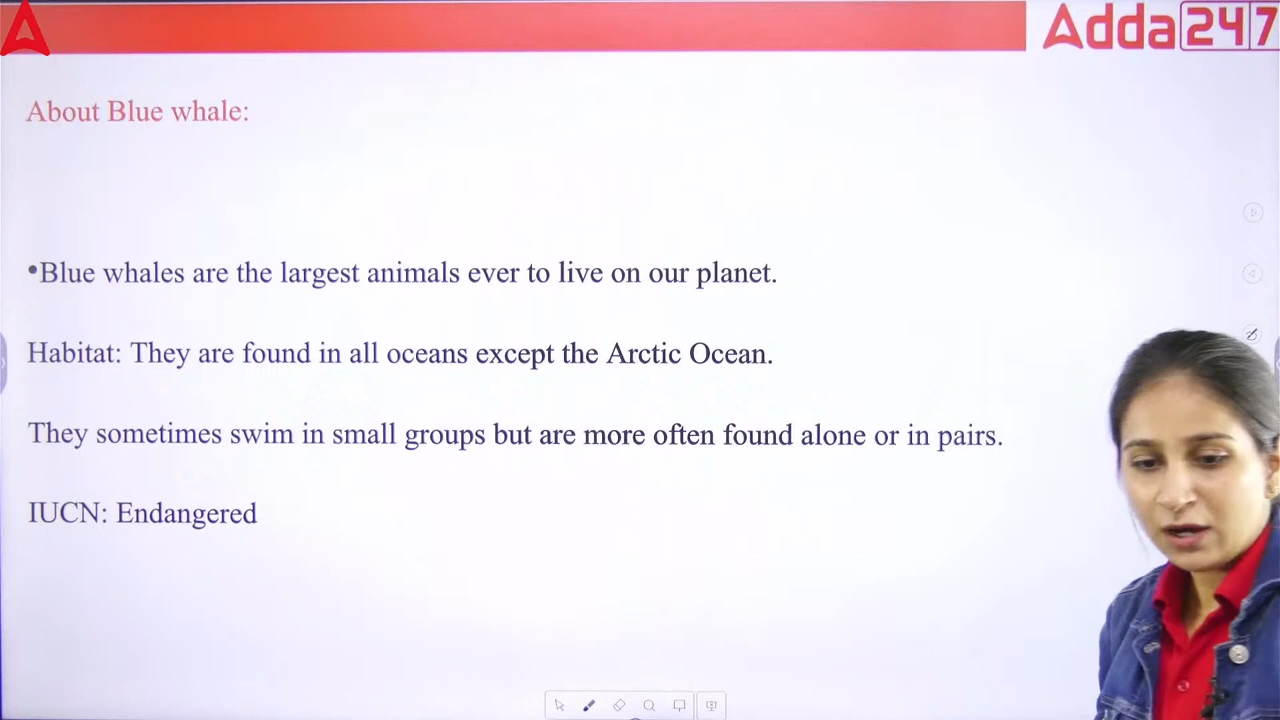 Adda247
About Blue whale:
•Blue whales are the largest animals ever to live on our planet.
Habitat: They are found in all oceans except the Arctic Ocean.
They sometimes swim in small groups but are more often found alone or in pairs.
IUCN: Endangered